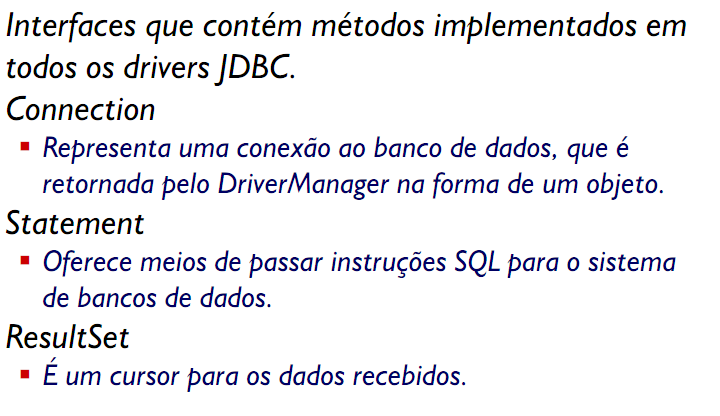 Interfaces que contém métodos implementados em
todos os drivers JDBC.
Connection
▪ Representa uma conexão ao banco de dados, que é
retornada pelo DriverManager na forma de um objeto.
Statement
▪ Oferece meios de passar instruções SQL para o sistema
de bancos de dados.
ResultSet
▪ É um cursor para os dados recebidos.